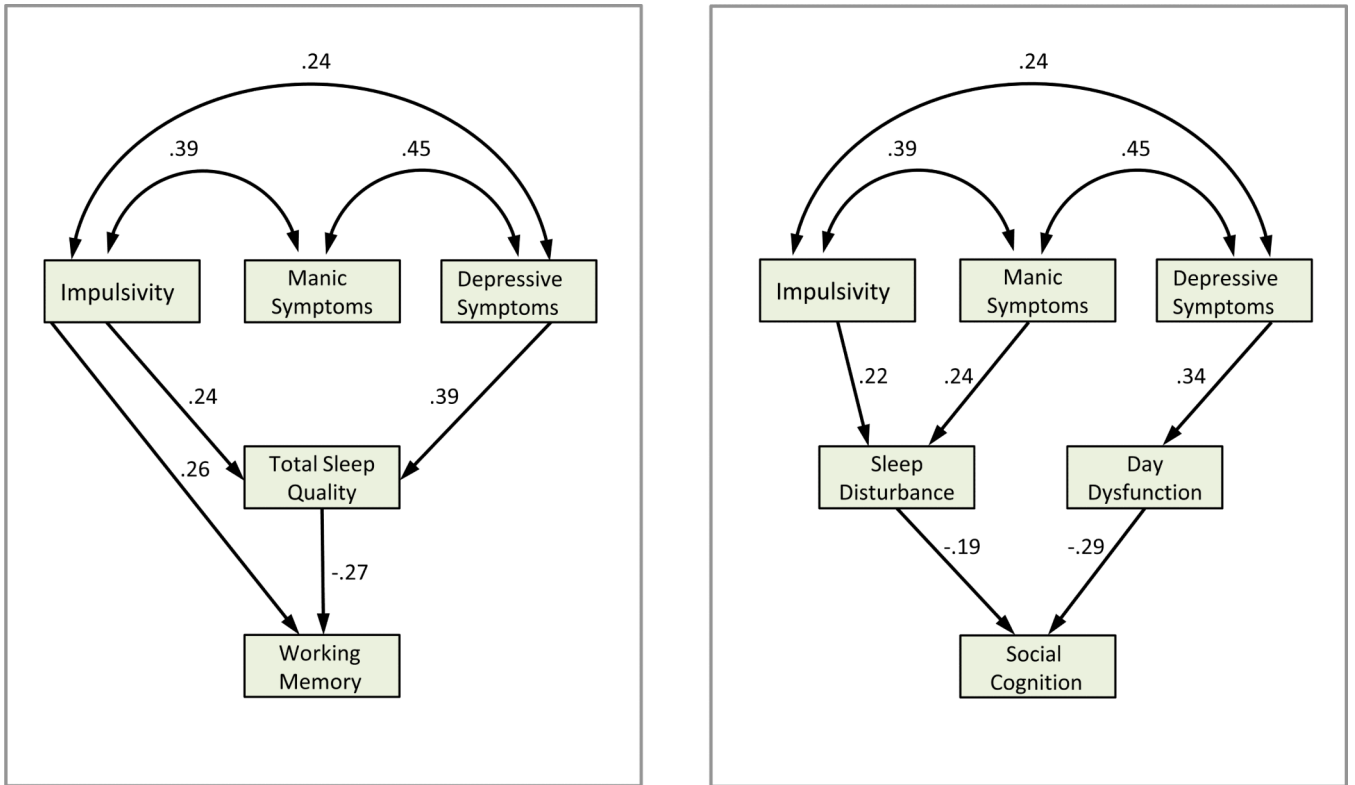 .24
.39
.45
Impulsivity
Manic
Symptoms
Depressive
Symptoms
.24
.39
.26
Total Sleep
Quality
-.27
Working
Memory
.24
.39
.45
Impulsivity
Manic
Symptoms
Depressive
Symptoms
.22
.24
.34
Sleep
Disturbance
Day
Dysfunction
-.19
-.29
Social
Cognition